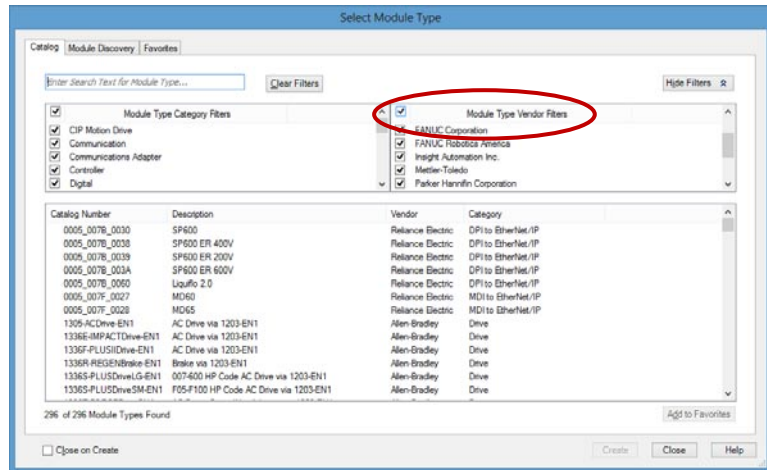 Select Module Type
Catalog Module Discovery Favorites
Enter Search Text for Module Type... Clear Filters Hide Filters
Module Type Category Filters Module Type Vendor Filters
CIP Motion Drive FANUC Corporation
Communication FANUC Robotics America
Communications Adapter Insight Automation Inc.
Controller Mettler-Toledo
Digital Parker Hannifin Corporation
Catalog Number Description Vendor Category
0005_007B_0030 SP600 Reliance Electric DPI to EtherNet/IP
0005_007B_0038 SP600 ER 400V Reliance Electric DPI to EtherNet/IP
0005_007B_0039 SP600 ER 200V Reliance Electric DPI to EtherNet/IP
0005_007B_003A SP600 ER 600V Reliance Electric DPI to EtherNet/IP
0005_007B_0060 Liquiflo 2.0 Reliance Electric DPI to EtherNet/IP
0005_007F_0027 MD60 Reliance Electric MDI to EtherNet/IP
0005_007F_0028 MD65 Reliance Electric MDI to EtherNet/IP
1305-ACDrive-EN1 AC Drive via 1203-EN1 Allen-Bradley Drive
1336E-IMPACTDrive-EN1 AC Drive via 1203-EN1 Allen-Bradley Drive
1336F-PLUSIIDrive-EN1 AC Drive via 1203-EN1 Allen-Bradley Drive
1336R-REGENBrake-EN1 Brake via 1203-EN1 Allen-Bradley Drive
1336S-PLUSDriveLG-EN1 007-600 HP Code AC Drive via 1203-EN1 Allen-Bradley Drive
1336S-PLUSDriveSM-EN1 F05-F100 HP Code AC Drive via 1203-EN1 Allen-Bradley Drive
296 of 296 Module Types Found Add to Favorites
Close on Create Create Close Help